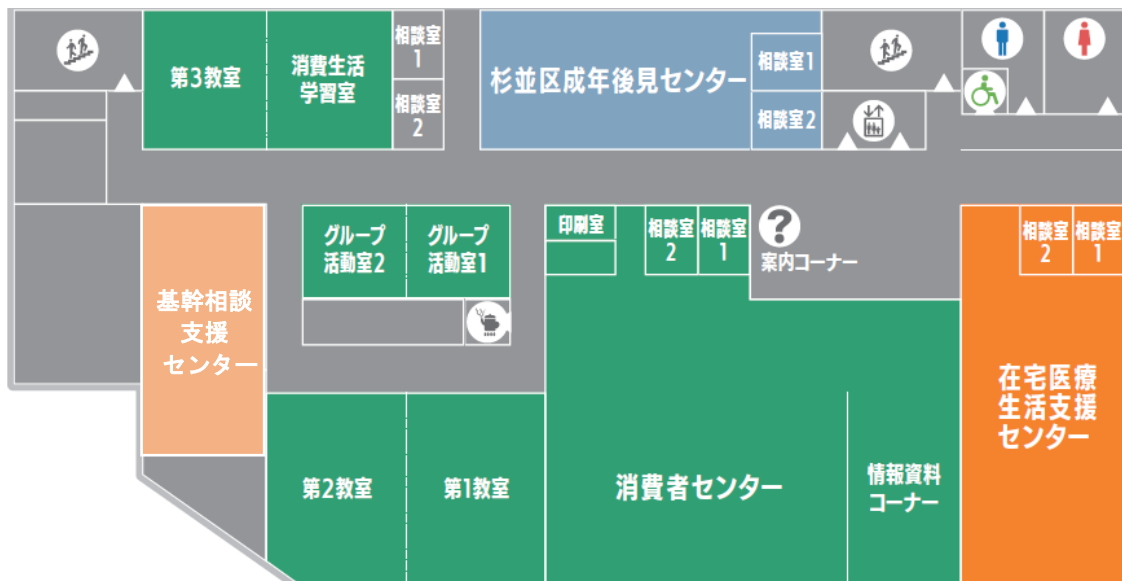 第3教室
消費生活
学習室
相談室
1
相談室
2
杉並区成年後見センター
相談室1
相談室2
グループ
活動室2
グループ
活動室1
印刷室
相談室
2
相談室
1
?
案内コーナー
相談室
2
相談室
1
基幹相談
支援
センター
在宅医療
生活支援
センター
第2教室
第1教室
消費者センター
情報資料
コーナー